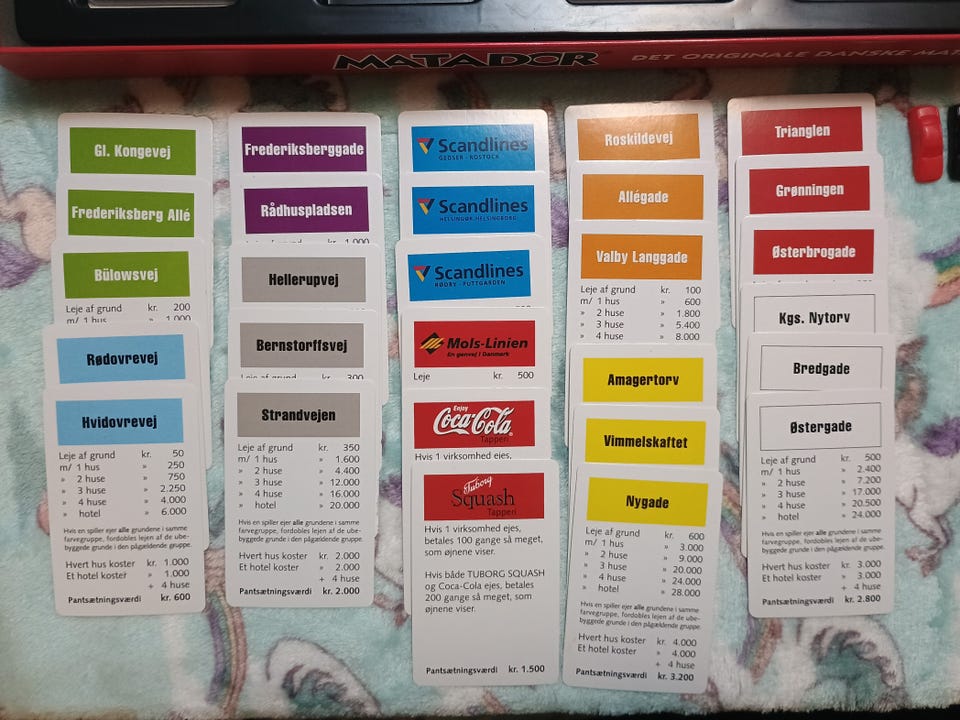 MATADOR DET ORIGINALE DANSKE MAT
Gl. Kongevej
Frederiksberg Allé
Bülowsvej
Leje af grund kr. 200
m/ 1 hus » 1.000
Rødovrevej
Hvidovrevej
Leje af grund kr. 50
m/ 1 hus » 250
» 2 huse » 750
» 3 huse » 2.250
» 4 huse » 4.000
» hotel » 6.000
Hvis en spiller ejer alle grundene i samme
farvegruppe, fordobles lejen af de ube-
byggede grunde i den pågældende gruppe.
Hvert hus koster kr. 1.000
Et hotel koster » 1.000
+ 4 huse
Pantsætningsværdi kr. 600
Frederiksberggade
Rådhuspladsen
Hellerupvej
Bernstorffsvej
Leje af grund kr. 300
Strandvejen
Leje af grund kr. 350
m/ 1 hus » 1.600
» 2 huse » 4.400
» 3 huse » 12.000
» 4 huse » 16.000
» hotel » 20.000
Hvis en spiller ejer alle grundene i samme
farvegruppe, fordobles lejen af de ube-
byggede grunde i den pågældende gruppe.
Hvert hus koster kr. 2.000
Et hotel koster » 2.000
+ 4 huse
Pantsætningsværdi kr. 2.000
Scandlines
GEDSER - ROSTOCK
Scandlines
HELSINGØR-HELSINGBORG
Scandlines
RØDBY - PUTTGARDEN
Mols-Linien
En genvej i Danmark
Leje kr. 500
Enjoy
Coca-Cola
Tapperi
Hvis 1 virksomhed ejes,
Tuborg
Squash
Tapperi
Hvis 1 virksomhed ejes,
betales 100 gange så meget,
som øjnene viser.
Hvis både TUBORG SQUASH
og Coca-Cola ejes, betales
200 gange så meget, som
øjnene viser.
Pantsætningsværdi kr. 1.500
Roskildevej
Allégade
Valby Langgade
Leje af grund kr. 100
m/ 1 hus » 600
» 2 huse » 1.800
» 3 huse » 5.400
» 4 huse » 8.000
Amagertorv
Vimmelskaftet
Nygade
Leje af grund kr. 600
m/ 1 hus » 3.000
» 2 huse » 9.000
» 3 huse » 20.000
» 4 huse » 24.000
» hotel » 28.000
Hvis en spiller ejer alle grundene i samme
farvegruppe, fordobles lejen af de ube-
byggede grunde i den pågældende gruppe.
Hvert hus koster kr. 4.000
Et hotel koster » 4.000
+ 4 huse
Pantsætningsværdi kr. 3.200
Trianglen
Grønningen
Østerbrogade
Kgs. Nytorv
Bredgade
Østergade
Leje af grund kr. 500
m/ 1 hus » 2.400
» 2 huse » 7.200
» 3 huse » 17.000
» 4 huse » 20.500
» hotel » 24.000
Hvis en spiller ejer alle grundene i samme
farvegruppe, fordobles lejen af de ube-
byggede grunde i den pågældende gruppe.
Hvert hus koster kr. 3.000
Et hotel koster » 3.000
+ 4 huse
Pantsætningsværdi kr. 2.800